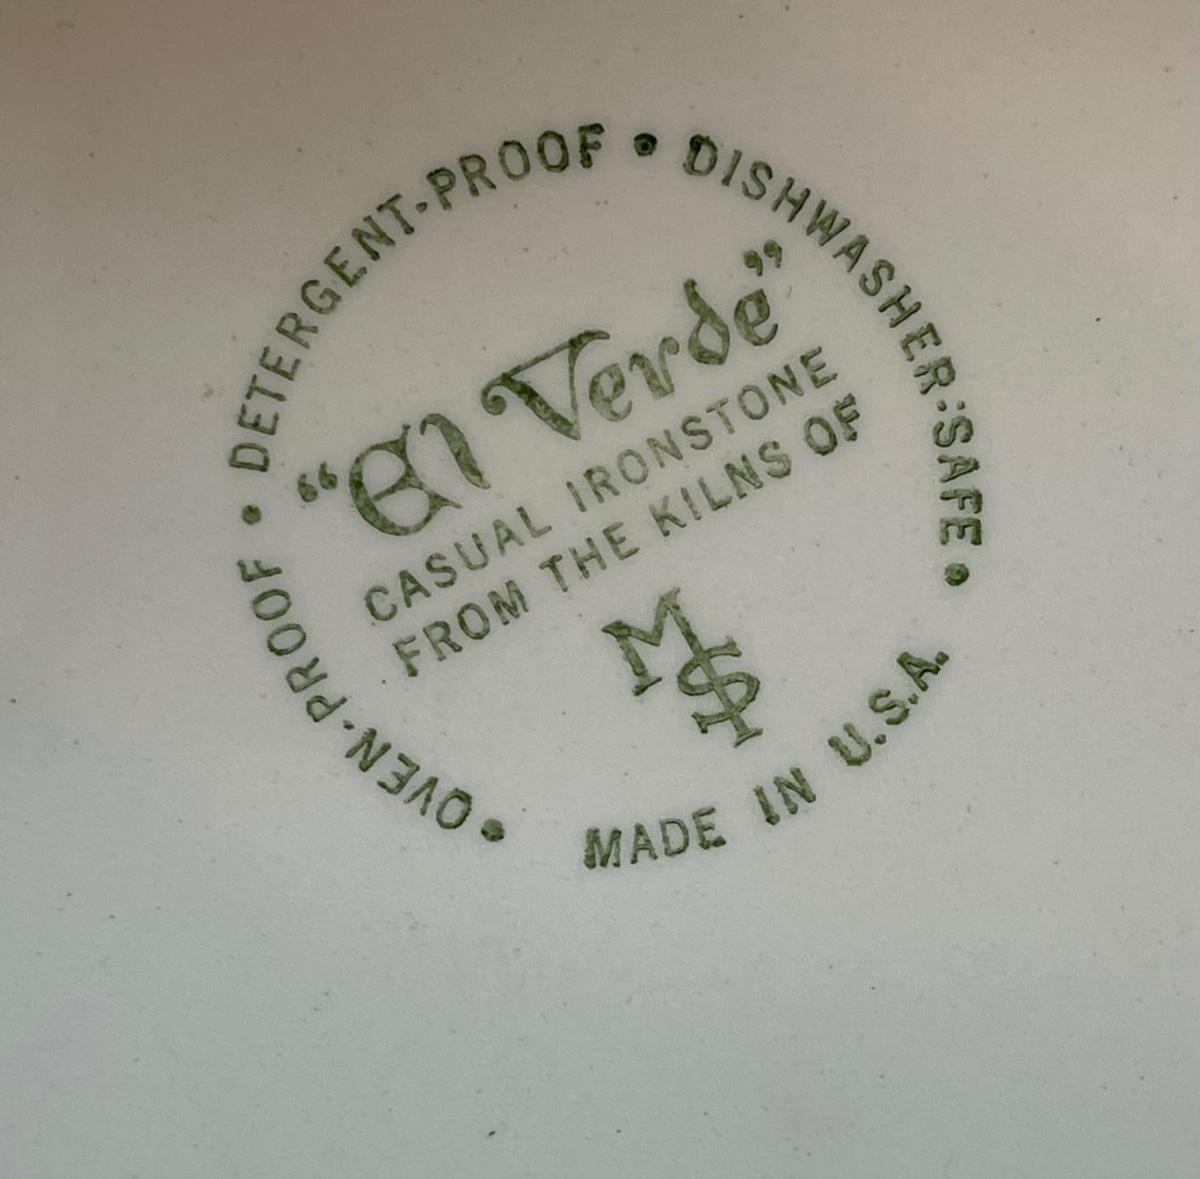 • OVEN-PROOF • DETERGENT-PROOF • DISHWASHER-SAFE •
“El Verde”
CASUAL IRONSTONE
FROM THE KILNS OF
MS
MADE IN U.S.A.